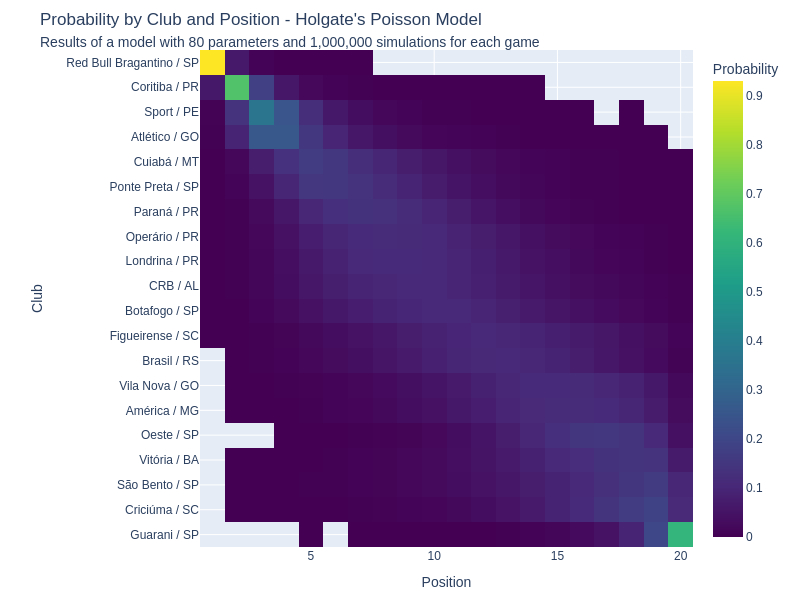 Probability by Club and Position - Holgate's Poisson Model
Results of a model with 80 parameters and 1,000,000 simulations for each game
Probability
Red Bull Bragantino / SP
Coritiba / PR
Sport / PE
Atlético / GO
Cuiabá / MT
Ponte Preta / SP
Paraná / PR
Operário / PR
Londrina / PR
CRB / AL
Botafogo / SP
Figueirense / SC
Brasil / RS
Vila Nova / GO
América / MG
Oeste / SP
Vitória / BA
São Bento / SP
Criciúma / SC
Guarani / SP
Club
5 10 15 20
Position
0.9
0.8
0.7
0.6
0.5
0.4
0.3
0.2
0.1
0